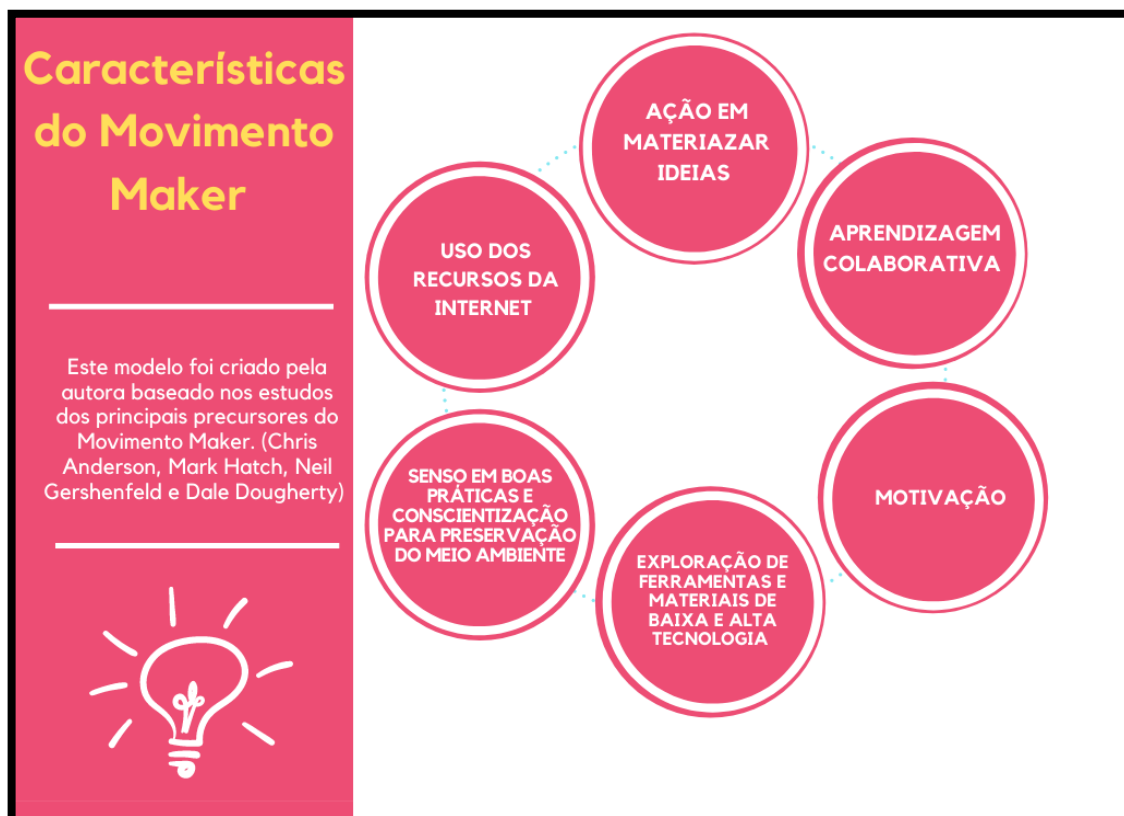 Características
do Movimento
Maker
Este modelo foi criado pela
autora baseado nos estudos
dos principais precursores do
Movimento Maker. (Chris
Anderson, Mark Hatch, Neil
Gershenfeld e Dale Dougherty)
AÇÃO EM
MATERIAZAR
IDEIAS
APRENDIZAGEM
COLABORATIVA
MOTIVAÇÃO
EXPLORAÇÃO DE
FERRAMENTAS E
MATERIAIS DE
BAIXA E ALTA
TECNOLOGIA
SENSO EM BOAS
PRÁTICAS E
CONSCIENTIZAÇÃO
PARA PRESERVAÇÃO
DO MEIO AMBIENTE
USO DOS
RECURSOS DA
INTERNET